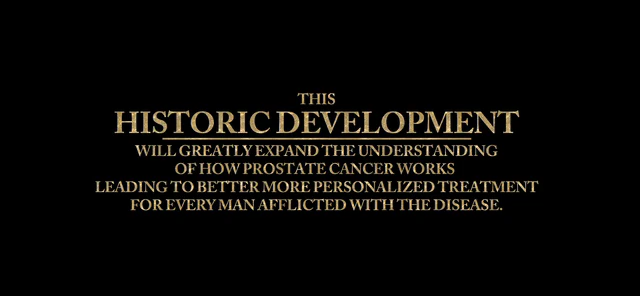 THIS
HISTORIC DEVELOPMENT
WILL GREATLY EXPAND THE UNDERSTANDING
OF HOW PROSTATE CANCER WORKS
LEADING TO BETTER MORE PERSONALIZED TREATMENT
FOR EVERY MAN AFFLICTED WITH THE DISEASE.